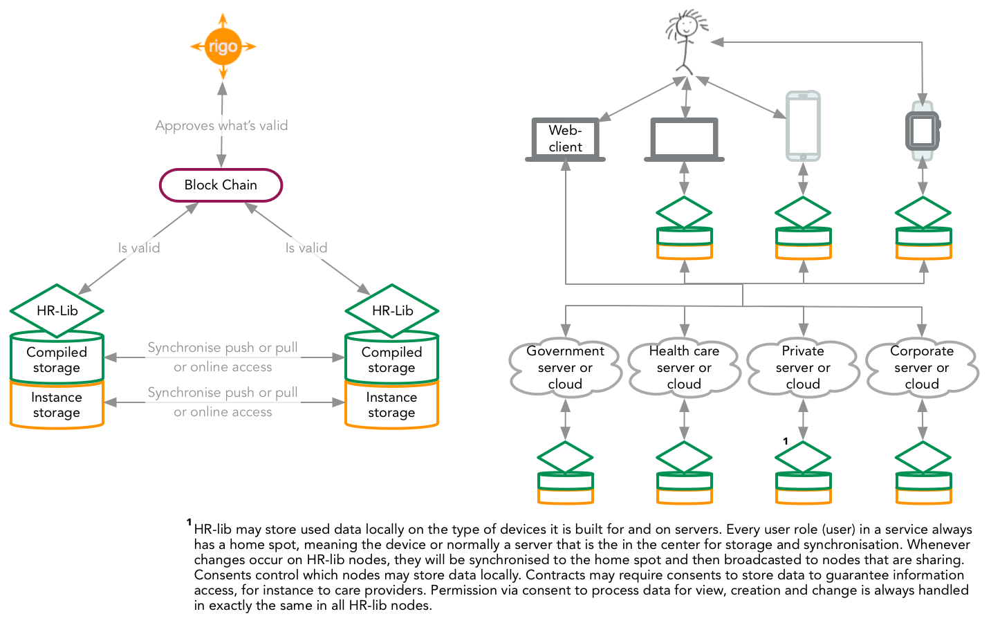 rigo
Approves what's valid
Block Chain
Is valid
Is valid
HR-Lib
HR-Lib
Compiled
storage
Synchronise push or pull
or online access
Compiled
storage
Instance
storage
Synchronise push or pull
or online access
Instance
storage
Web-
client
Government
server or
cloud
Health care
server or
cloud
Private
server or
cloud
Corporate
server or
cloud
1
1
HR-lib may store used data locally on the type of devices it is built for and on servers. Every user role (user) in a service always
has a home spot, meaning the device or normally a server that is the in the center for storage and synchronisation. Whenever
changes occur on HR-lib nodes, they will be synchronised to the home spot and then broadcasted to nodes that are sharing.
Consents control which nodes may store data locally. Contracts may require consents to store data to guarantee information
access, for instance to care providers. Permission via consent to process data for view, creation and change is always handled
in exactly the same in all HR-lib nodes.